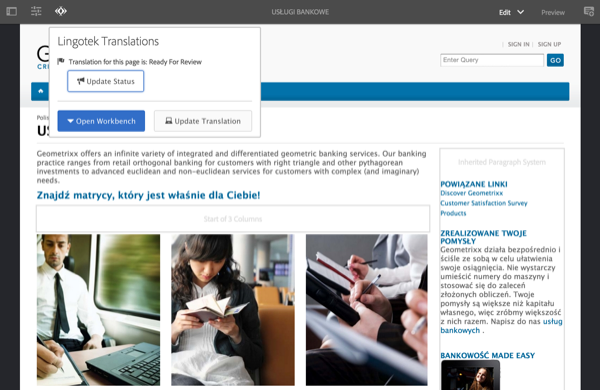 USŁUGI BANKOWE
Edit
Preview
Lingotek Translations
Translation for this page is: Ready For Review
Update Status
Open Workbench
Update Translation
SIGN IN | SIGN UP
Enter Query
GO
Geometrixx offers an infinite variety of integrated and differentiated geometric banking services. Our banking
practice ranges from retail orthogonal banking for customers with right triangle and other pythagorean
investments to advanced euclidean and non-euclidean services for customers with complex (and imaginary)
needs.
Znajdź matrycy, który jest właśnie dla Ciebie!
Start of 3 Columns
Inherited Paragraph System
POWIĄZANE LINKI
Discover Geometrixx
Customer Satisfaction Survey
Products
ZREALIZOWANE TWOJE
POMYSŁY
Geometrixx działa bezpośrednio i
ściśle ze sobą w celu ułatwienia
swoje osiągnięcia. Nie wystarczy
umieścić numery do maszyny i
stosować się do zaleceń
złożonych obliczeń. Twoje
pomysły są większe niż kapitału
własnego, więc zróbmy większość
z nich razem. Napisz do nas usług
bankowych .
BANKOWOŚĆ MADE EASY